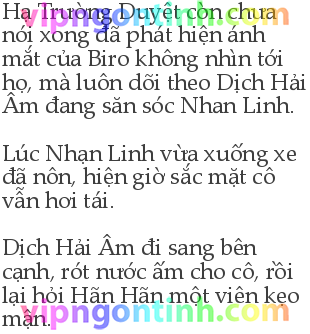 Hạ Trường Duyệt còn chưa
nói xong đã phát hiện ánh
mắt của Biro không nhìn tới
họ, mà luôn dõi theo Dịch Hải
Âm đang săn sóc Nhan Linh.

Lúc Nhạn Linh vừa xuống xe
đã nôn, hiện giờ sắc mặt cô
vẫn hơi tái.

Dịch Hải Âm đi sang bên
cạnh, rót nước ấm cho cô, rồi
lại hỏi Hãn Hãn một viên kẹo
mận.
vipngontinh.com
vipngontinh.com